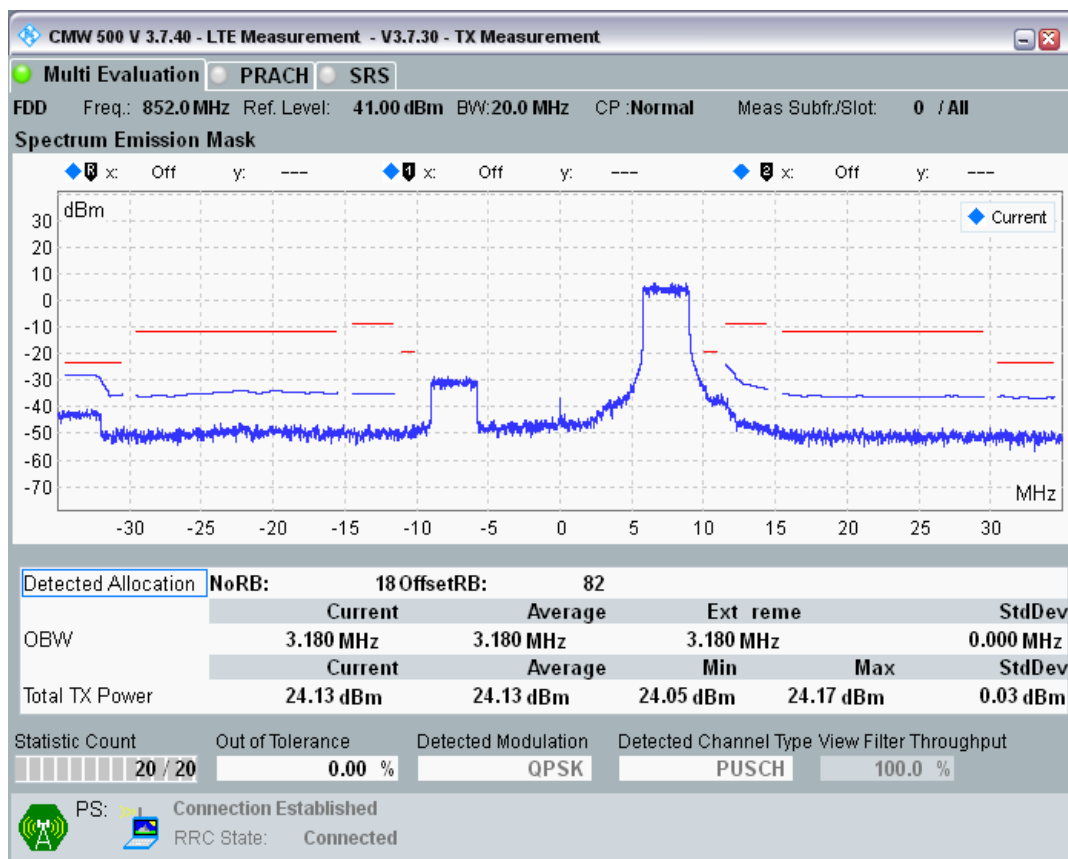 CMW 500 V 3.7.40 - LTE Measurement - V3.7.30 - TX Measurement
Multi Evaluation PRACH SRS
FDD Freq.: 852.0 MHz Ref. Level: 41.00 dBm BW:20.0 MHz CP :Normal Meas Subfr./Slot: 0 / All
Spectrum Emission Mask
R x: Off y: --- 1 x: Off y: --- 2 x: Off y: ---
dBm
Current
30
20
10
0
-10
-20
-30
-40
-50
-60
-70
MHz
-30 -25 -20 -15 -10 -5 0 5 10 15 20 25 30
Detected Allocation NoRB: 18 OffsetRB: 82
Current Average Ext reme StdDev
OBW 3.180 MHz 3.180 MHz 3.180 MHz 0.000 MHz
Current Average Min Max StdDev
Total TX Power 24.13 dBm 24.13 dBm 24.05 dBm 24.17 dBm 0.03 dBm
Statistic Count Out of Tolerance Detected Modulation Detected Channel Type View Filter Throughput
20 / 20 0.00 % QPSK PUSCH 100.0 %
PS: Connection Established
RRC State: Connected